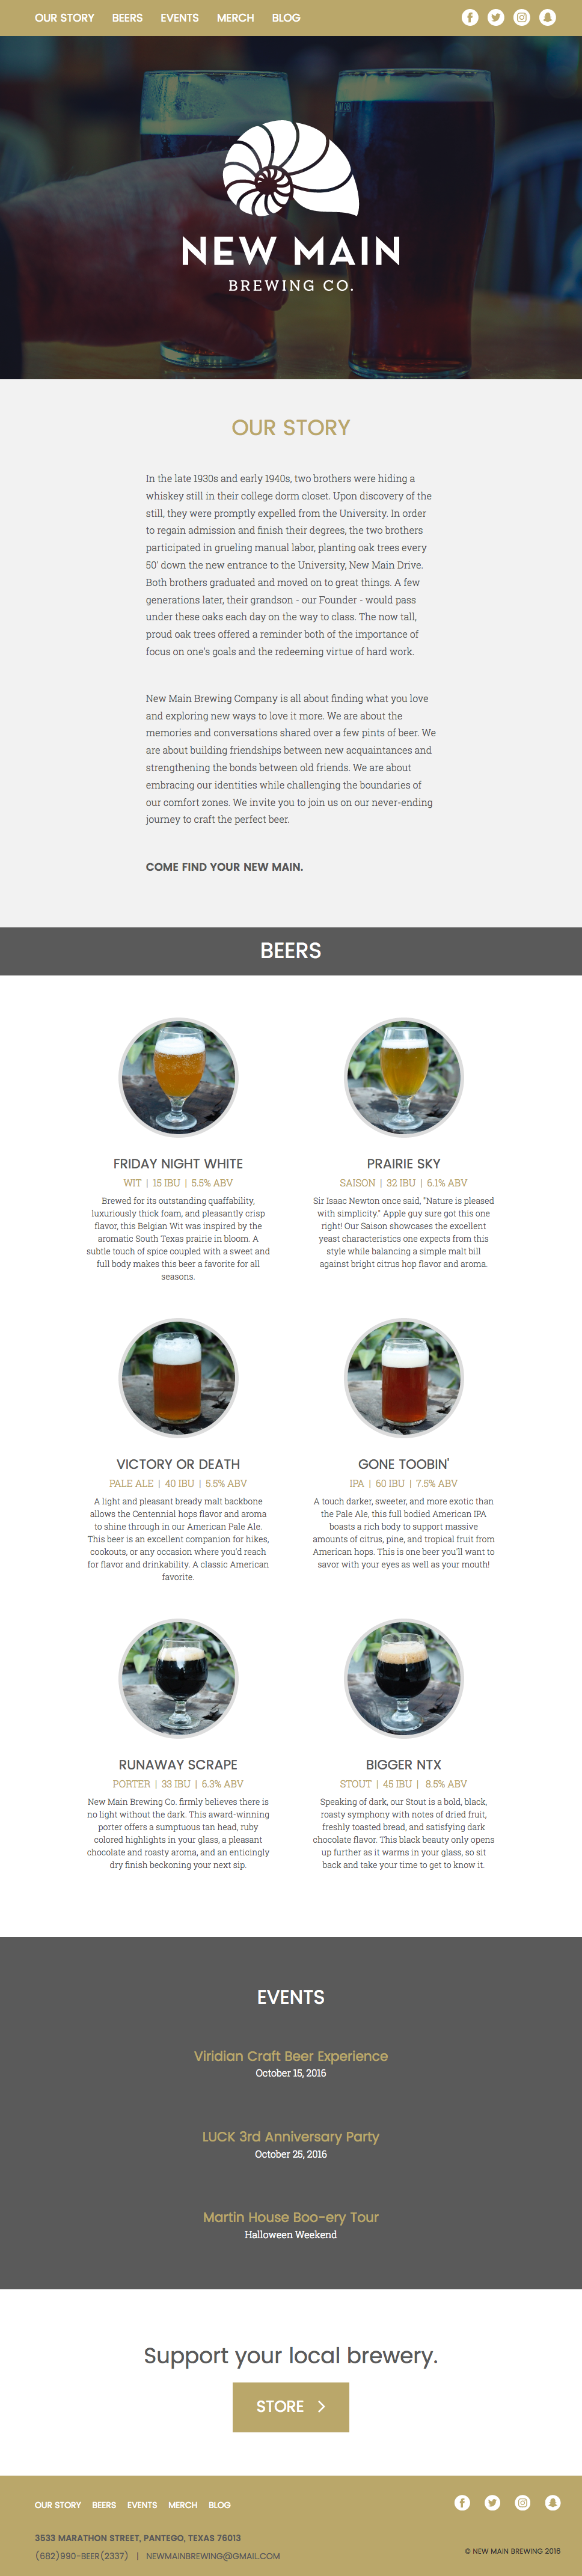 OUR STORY BEERS EVENTS MERCH BLOG
NEW MAIN
BREWING CO.
OUR STORY
In the late 1930s and early 1940s, two brothers were hiding a
whiskey still in their college dorm closet. Upon discovery of the
still, they were promptly expelled from the University. In order
to regain admission and finish their degrees, the two brothers
participated in grueling manual labor, planting oak trees every
50' down the new entrance to the University, New Main Drive.
Both brothers graduated and moved on to great things. A few
generations later, their grandson - our Founder - would pass
under these oaks each day on the way to class. The now tall,
proud oak trees offered a reminder both of the importance of
focus on one's goals and the redeeming virtue of hard work.
New Main Brewing Company is all about finding what you love
and exploring new ways to love it more. We are about the
memories and conversations shared over a few pints of beer. We
are about building friendships between new acquaintances and
strengthening the bonds between old friends. We are about
embracing our identities while challenging the boundaries of
our comfort zones. We invite you to join us on our never-ending
journey to craft the perfect beer.
COME FIND YOUR NEW MAIN.
BEERS
FRIDAY NIGHT WHITE
WIT | 15 IBU | 5.5% ABV
Brewed for its outstanding quaffability,
luxuriously thick foam, and pleasantly crisp
flavor, this Belgian Wit was inspired by the
aromatic South Texas prairie in bloom. A
subtle touch of spice coupled with a sweet and
full body makes this beer a favorite for all
seasons.
PRAIRIE SKY
SAISON | 32 IBU | 6.1% ABV
Sir Isaac Newton once said, "Nature is pleased
with simplicity." Apple guy sure got this one
right! Our Saison showcases the excellent
yeast characteristics one expects from this
style while balancing a simple malt bill
against bright citrus hop flavor and aroma.
VICTORY OR DEATH
PALE ALE | 40 IBU | 5.5% ABV
A light and pleasant bready malt backbone
allows the Centennial hops flavor and aroma
to shine through in our American Pale Ale.
This beer is an excellent companion for hikes,
cookouts, or any occasion where you'd reach
for flavor and drinkability. A classic American
favorite.
GONE TOOBIN'
IPA | 60 IBU | 7.5% ABV
A touch darker, sweeter, and more exotic than
the Pale Ale, this full bodied American IPA
boasts a rich body to support massive
amounts of citrus, pine, and tropical fruit from
American hops. This is one beer you'll want to
savor with your eyes as well as your mouth!
RUNAWAY SCRAPE
PORTER | 33 IBU | 6.3% ABV
New Main Brewing Co. firmly believes there is
no light without the dark. This award-winning
porter offers a sumptuous tan head, ruby
colored highlights in your glass, a pleasant
chocolate and roasty aroma, and an enticingly
dry finish beckoning your next sip.
BIGGER NTX
STOUT | 45 IBU | 8.5% ABV
Speaking of dark, our Stout is a bold, black,
roasty symphony with notes of dried fruit,
freshly toasted bread, and satisfying dark
chocolate flavor. This black beauty only opens
up further as it warms in your glass, so sit
back and take your time to get to know it.
EVENTS
Viridian Craft Beer Experience
October 15, 2016
LUCK 3rd Anniversary Party
October 25, 2016
Martin House Boo-ery Tour
Halloween Weekend
Support your local brewery.
STORE
OUR STORY BEERS EVENTS MERCH BLOG
3533 MARATHON STREET, PANTEGO, TEXAS 76013
(682)990-BEER(2337) | NEWMAINBREWING@GMAIL.COM
© NEW MAIN BREWING 2016